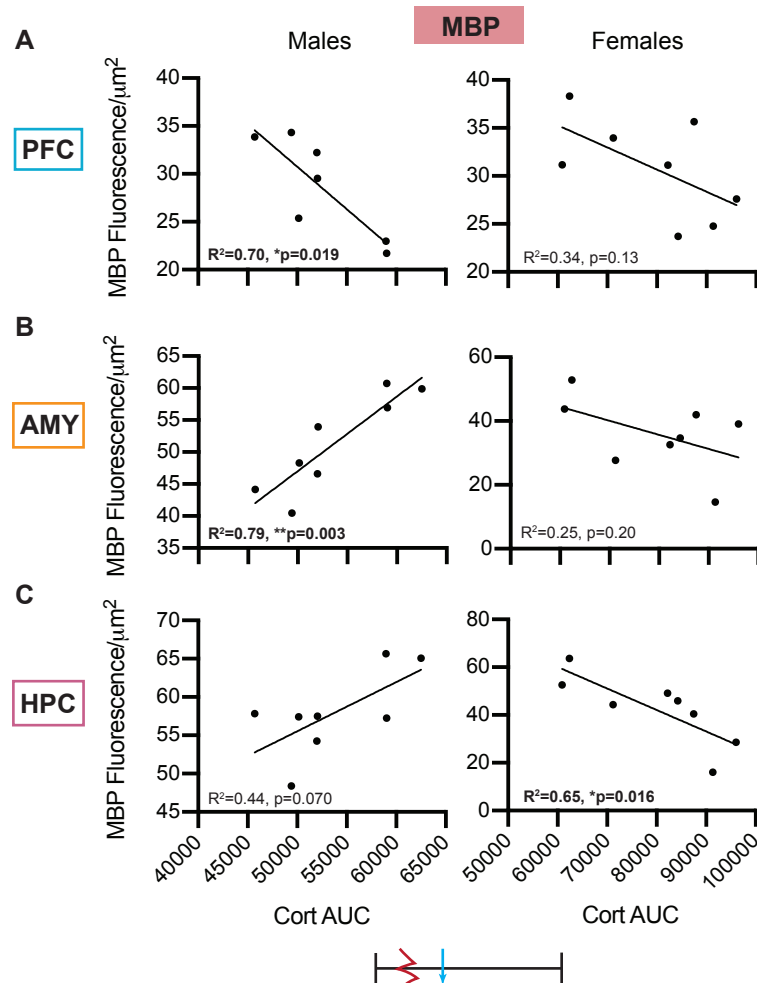 MBP
A
Males
Females
PFC
MBP Fluorescence/μm²
40
35
30
25
20
R²=0.70, *p=0.019
40
35
30
25
20
R²=0.34, p=0.13
B
AMY
MBP Fluorescence/μm²
65
60
55
50
45
40
35
R²=0.79, **p=0.003
60
40
20
0
R²=0.25, p=0.20
C
HPC
MBP Fluorescence/μm²
70
65
60
55
50
45
R²=0.44, p=0.070
80
60
40
20
0
R²=0.65, *p=0.016
40000 45000 50000 55000 60000 65000
50000 60000 70000 80000 90000 100000
Cort AUC
Cort AUC